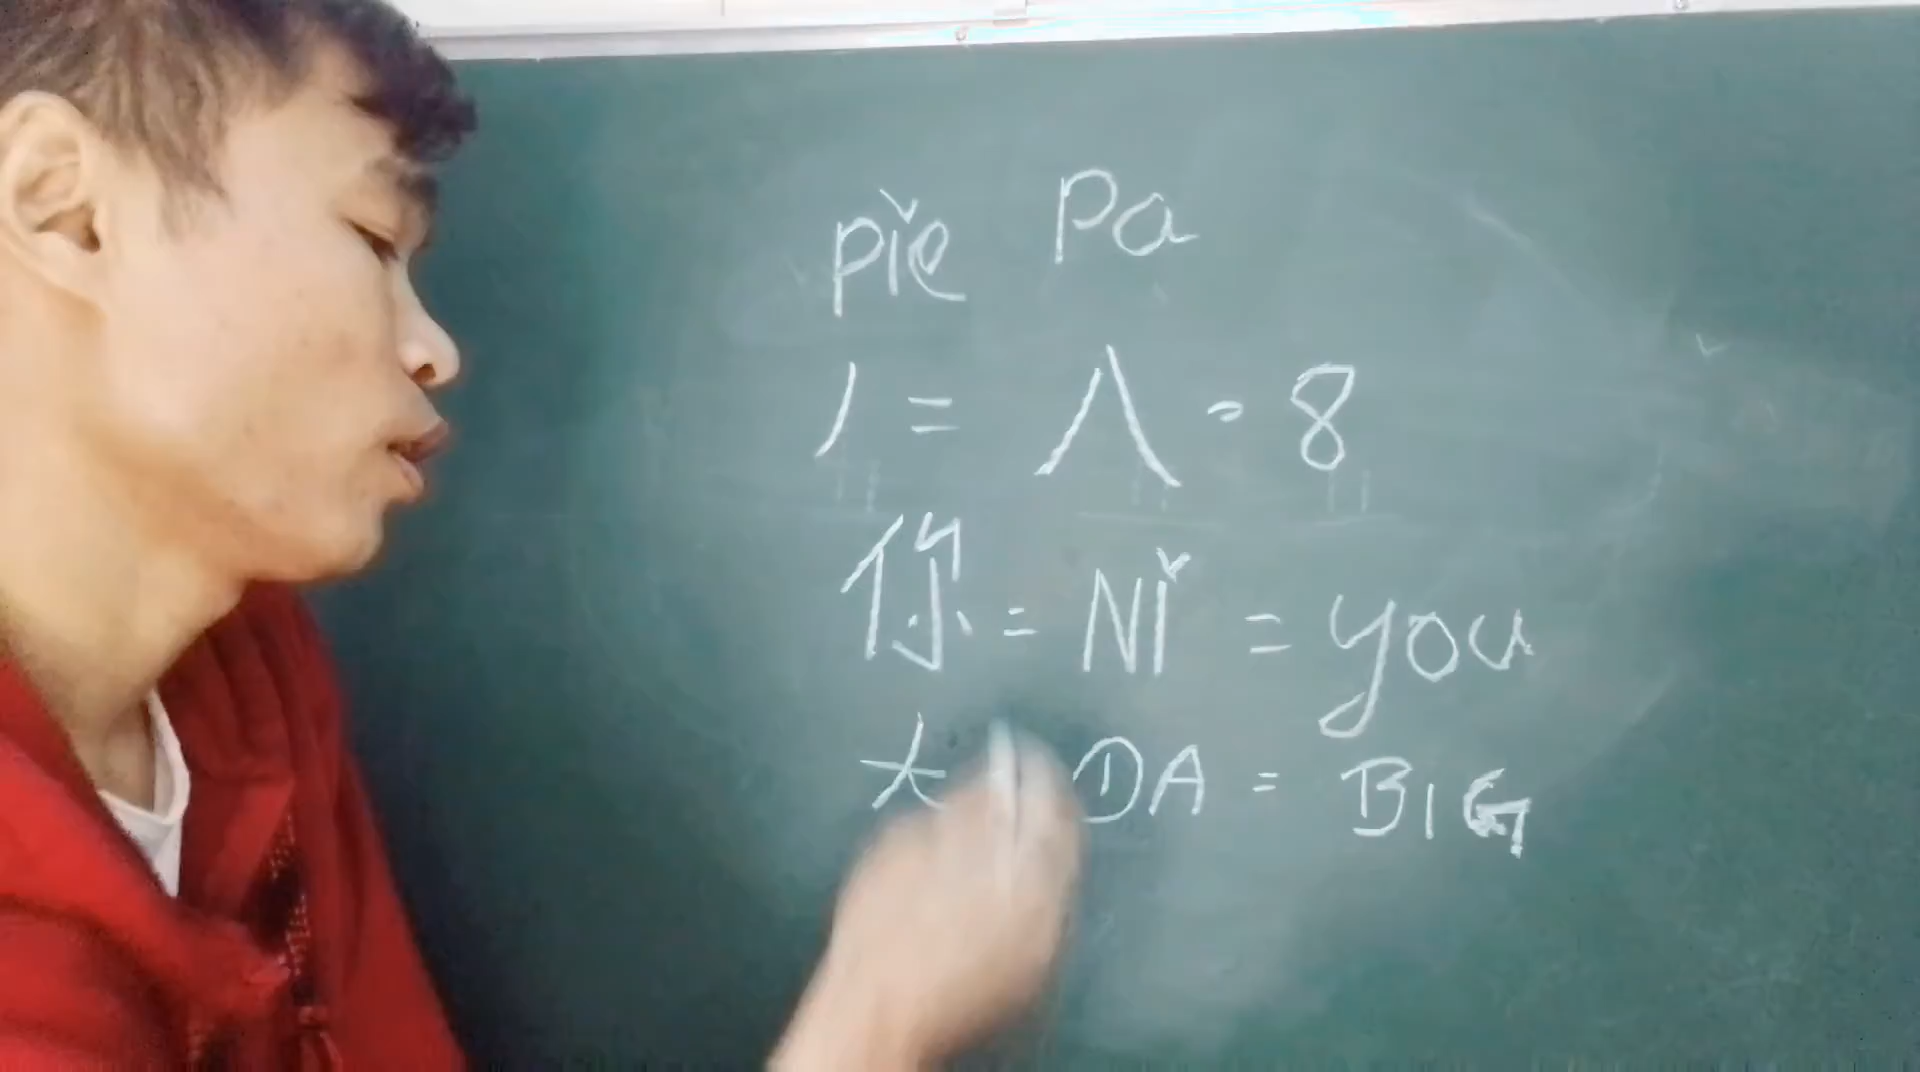 piě Pa
丿 = 八 = 8
你 = Nǐ = you
大 DA = BIG